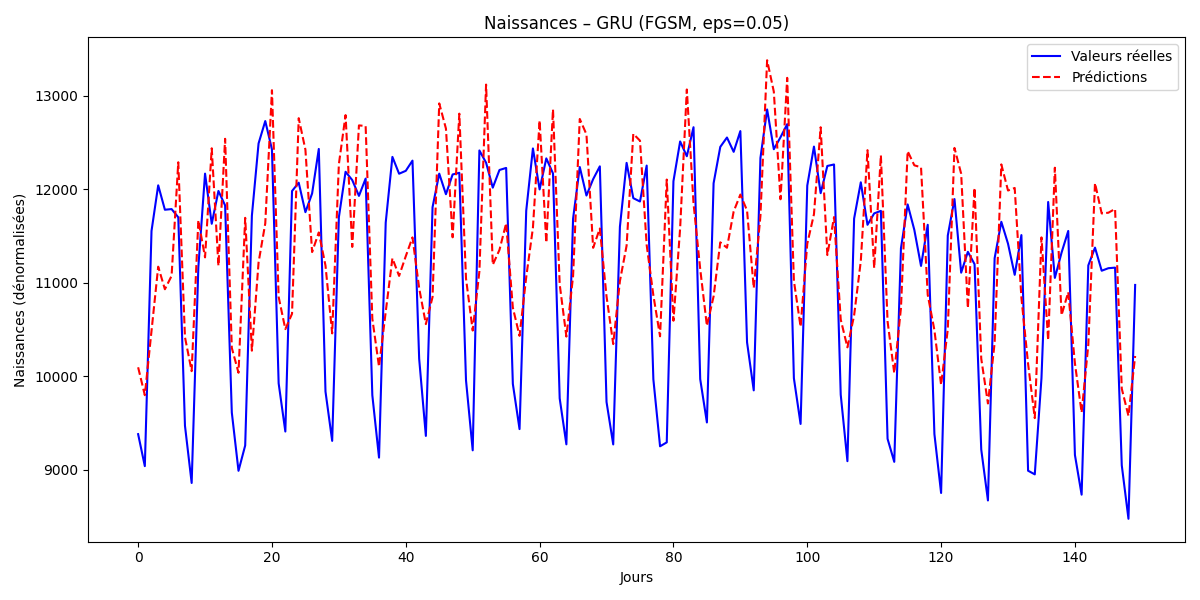 Naissances – GRU (FGSM, eps=0.05)
Valeurs réelles
Prédictions
Naissances (dénormalisées)
13000
12000
11000
10000
9000
0 20 40 60 80 100 120 140
Jours